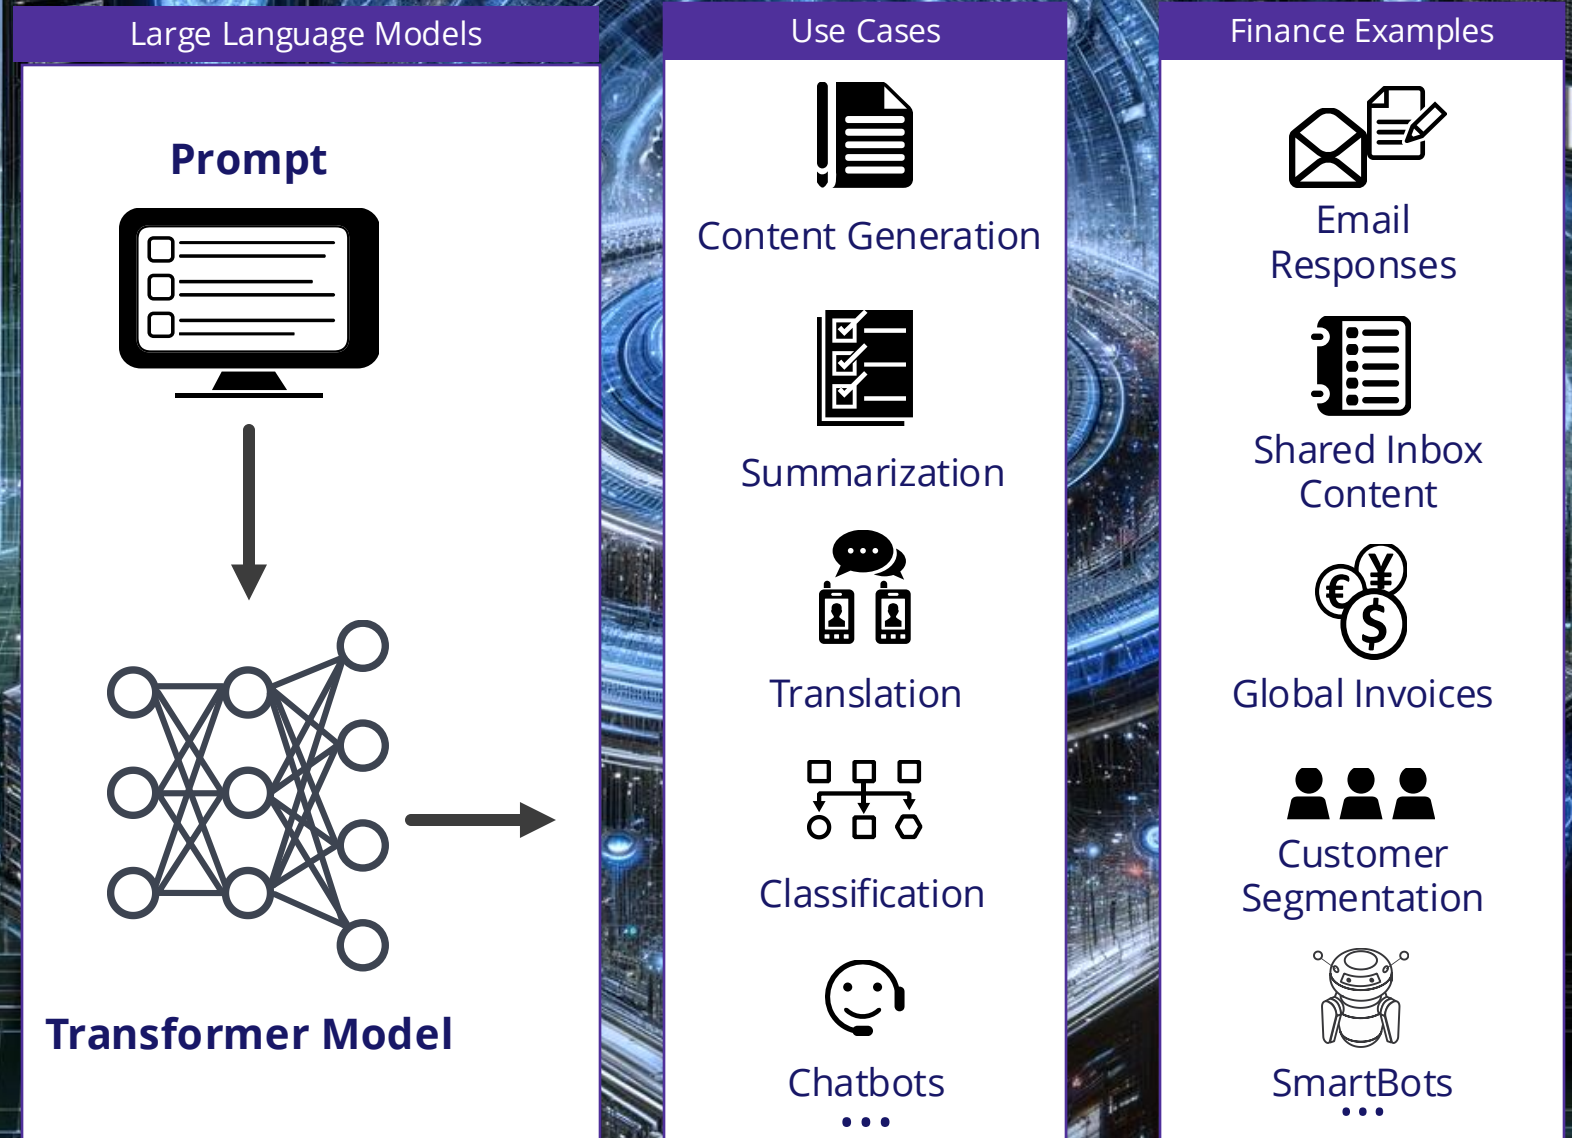 Large Language Models
Prompt
Transformer Model
Use Cases
Content Generation
Summarization
Translation
Classification
Chatbots
...
Finance Examples
Email
Responses
Shared Inbox
Content
€
¥
$
Global Invoices
Customer
Segmentation
SmartBots
...